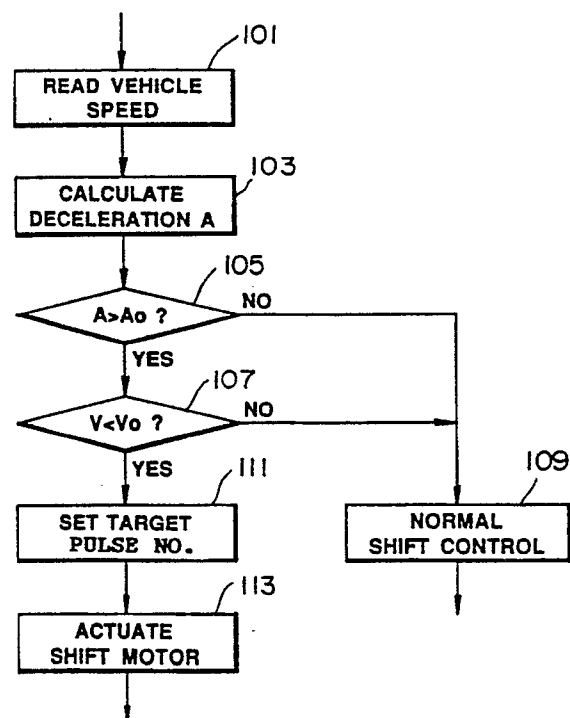 101
READ VEHICLE
SPEED
103
CALCULATE
DECELERATION A
105
A>Ao ?
NO
YES
107
V<Vo ?
NO
YES
111
SET TARGET
PULSE NO.
109
NORMAL
SHIFT CONTROL
113
ACTUATE
SHIFT MOTOR